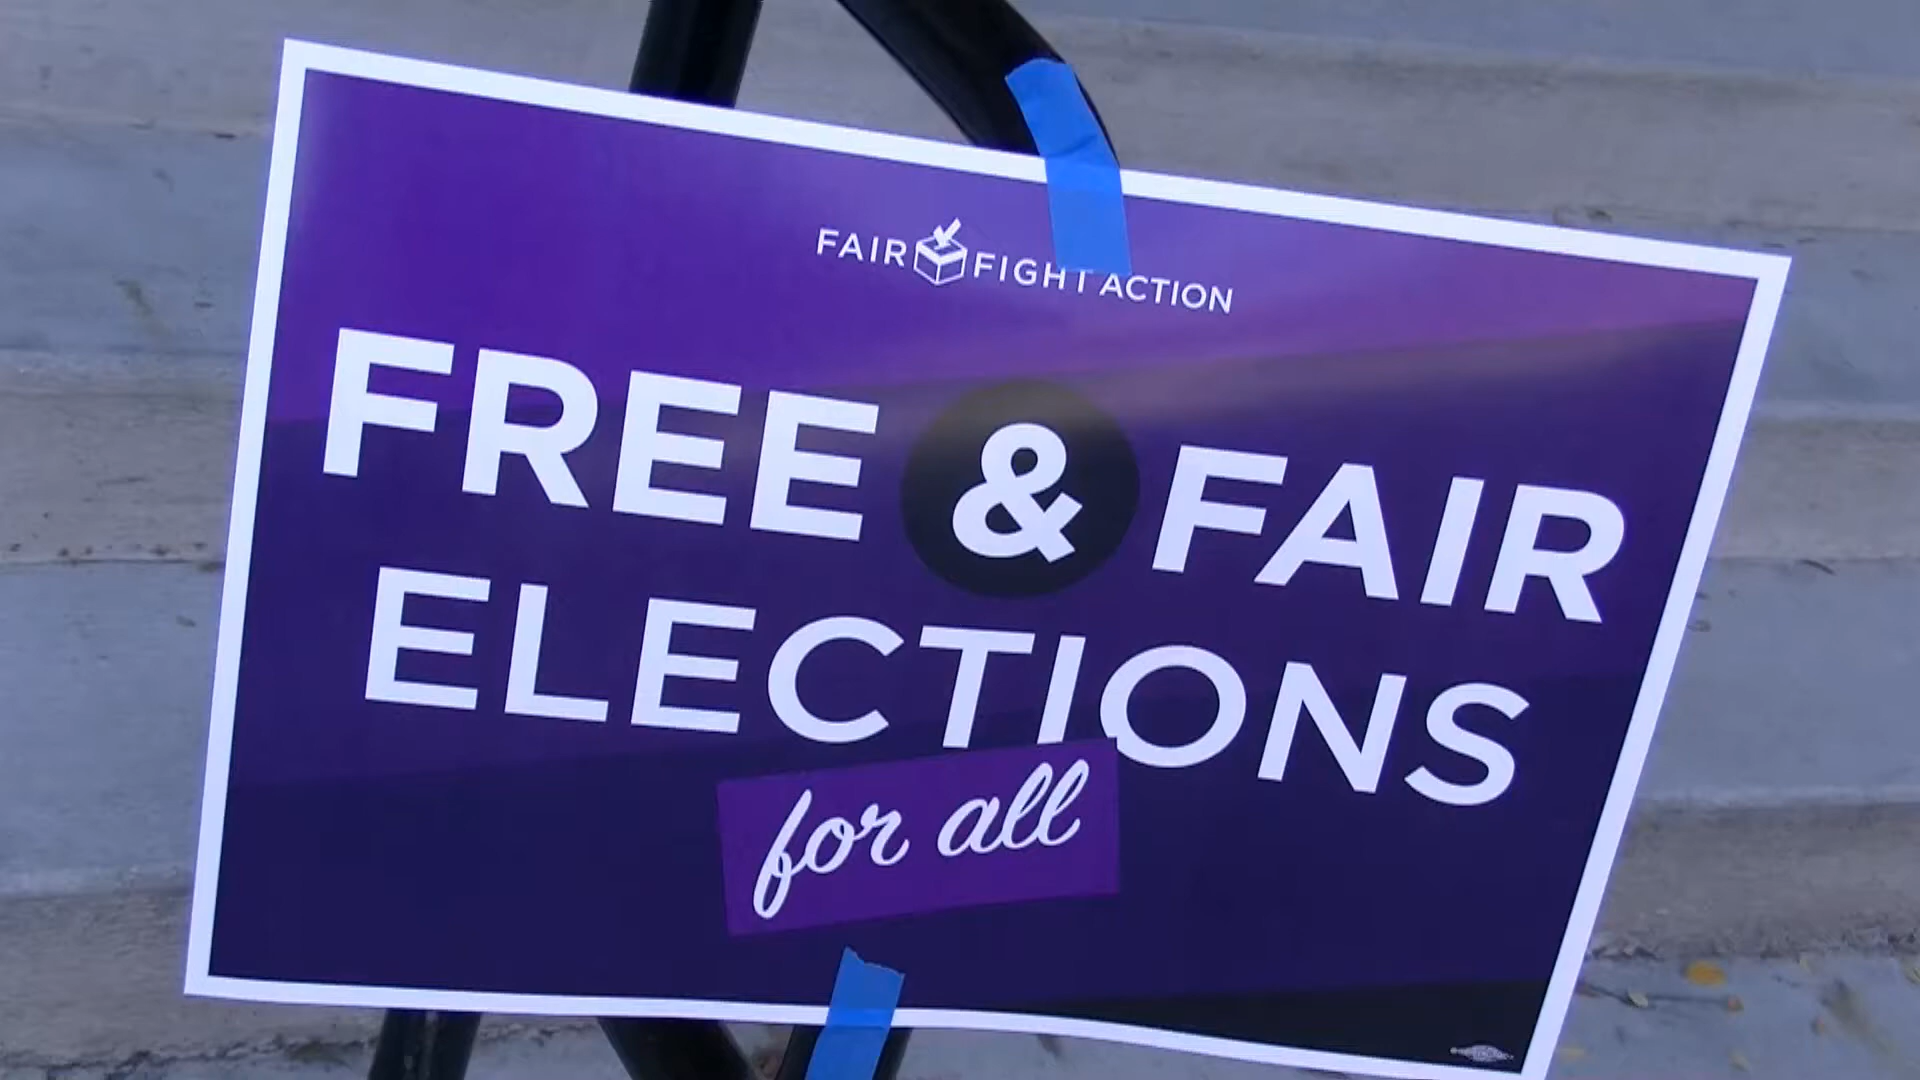 FAIR FIGHT ACTION
FREE & FAIR
ELECTIONS
for all